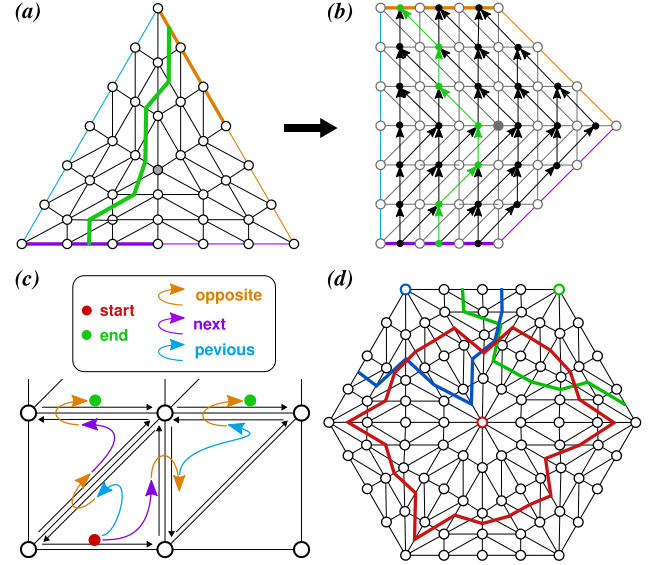 (a)
(b)
(c)
opposite
start
next
end
pevious
(d)